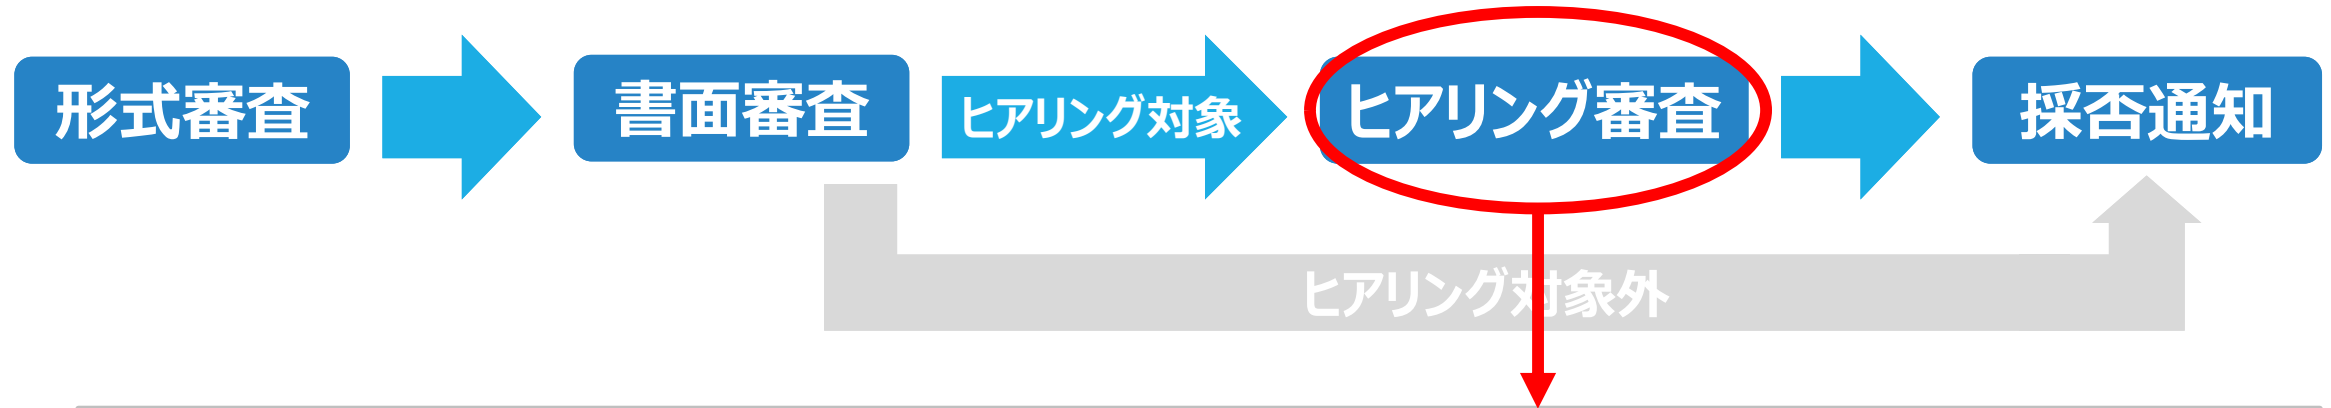 形式審査
書面審査
ヒアリング対象
ヒアリング審査
採否通知
ヒアリング対象外